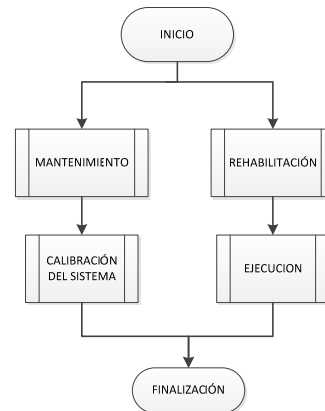 INICIO
MANTENIMIENTO
REHABILITACIÓN
CALIBRACIÓN
DEL SISTEMA
EJECUCION
FINALIZACIÓN